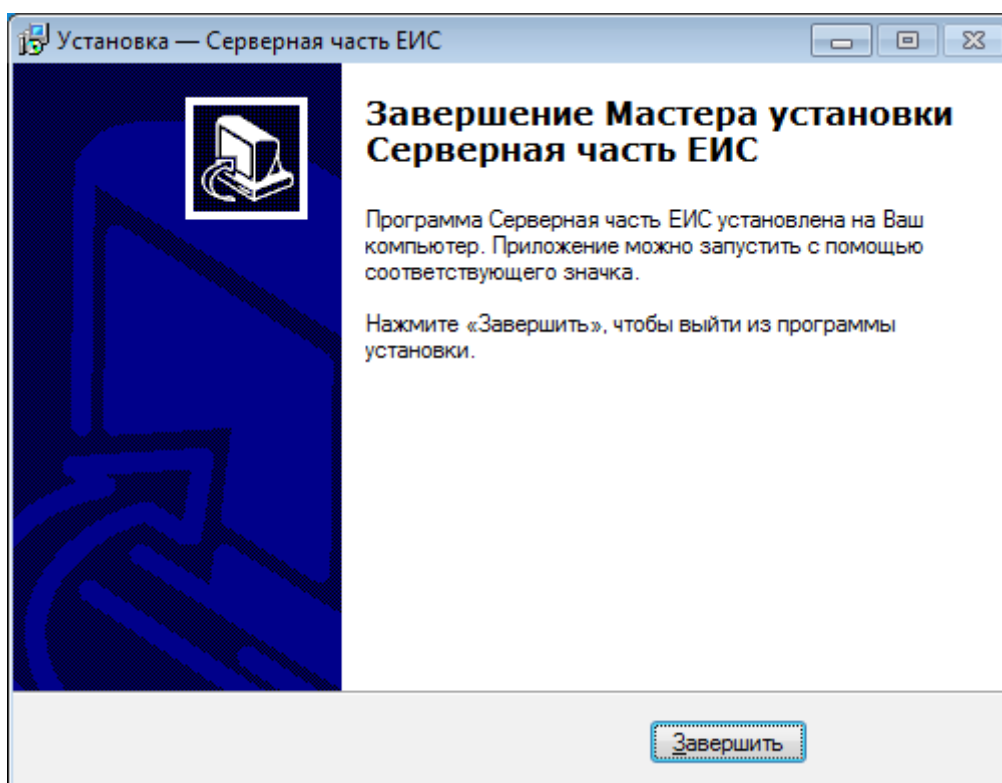 Установка — Серверная часть ЕИС
Завершение Мастера установки
Серверная часть ЕИС
Программа Серверная часть ЕИС установлена на Ваш
компьютер. Приложение можно запустить с помощью
соответствующего значка.
Нажмите «Завершить», чтобы выйти из программы
установки.
Завершить